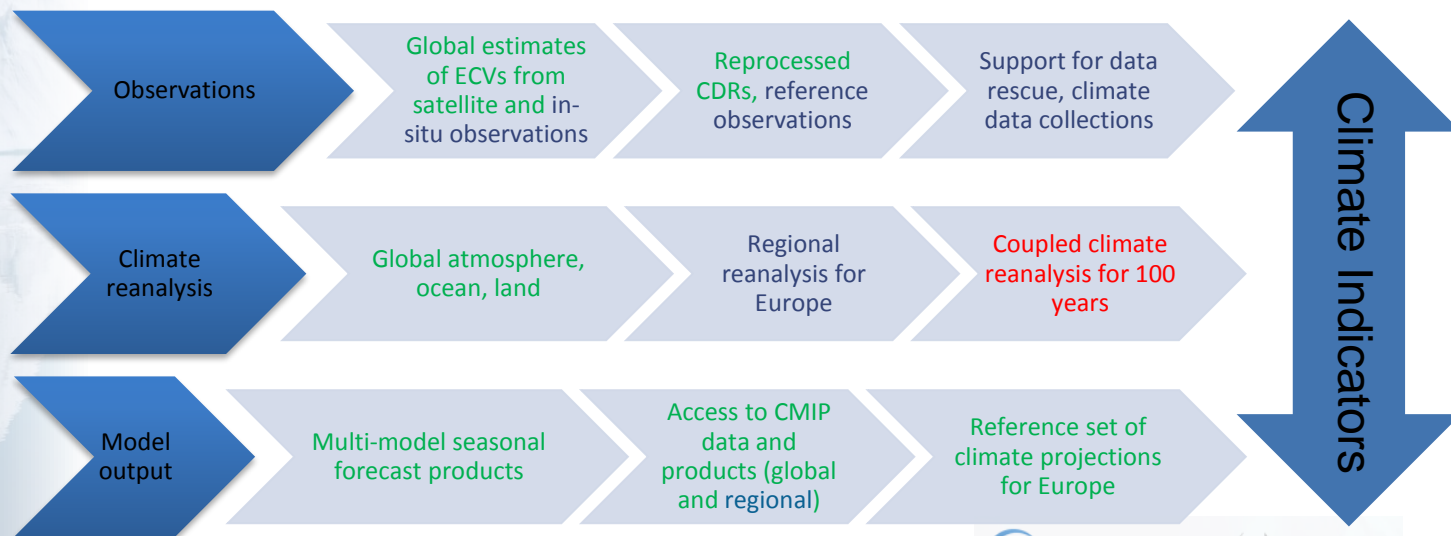 Observations
Global estimates
of ECVs from
satellite and in-
situ observations
Reprocessed
CDRs, reference
observations
Support for data
rescue, climate
data collections
Climate
reanalysis
Global atmosphere,
ocean, land
Regional
reanalysis for
Europe
Coupled climate
reanalysis for 100
years
Model
output
Multi-model seasonal
forecast products
Access to CMIP
data and
products (global
and regional)
Reference set of
climate projections
for Europe
Climate Indicators